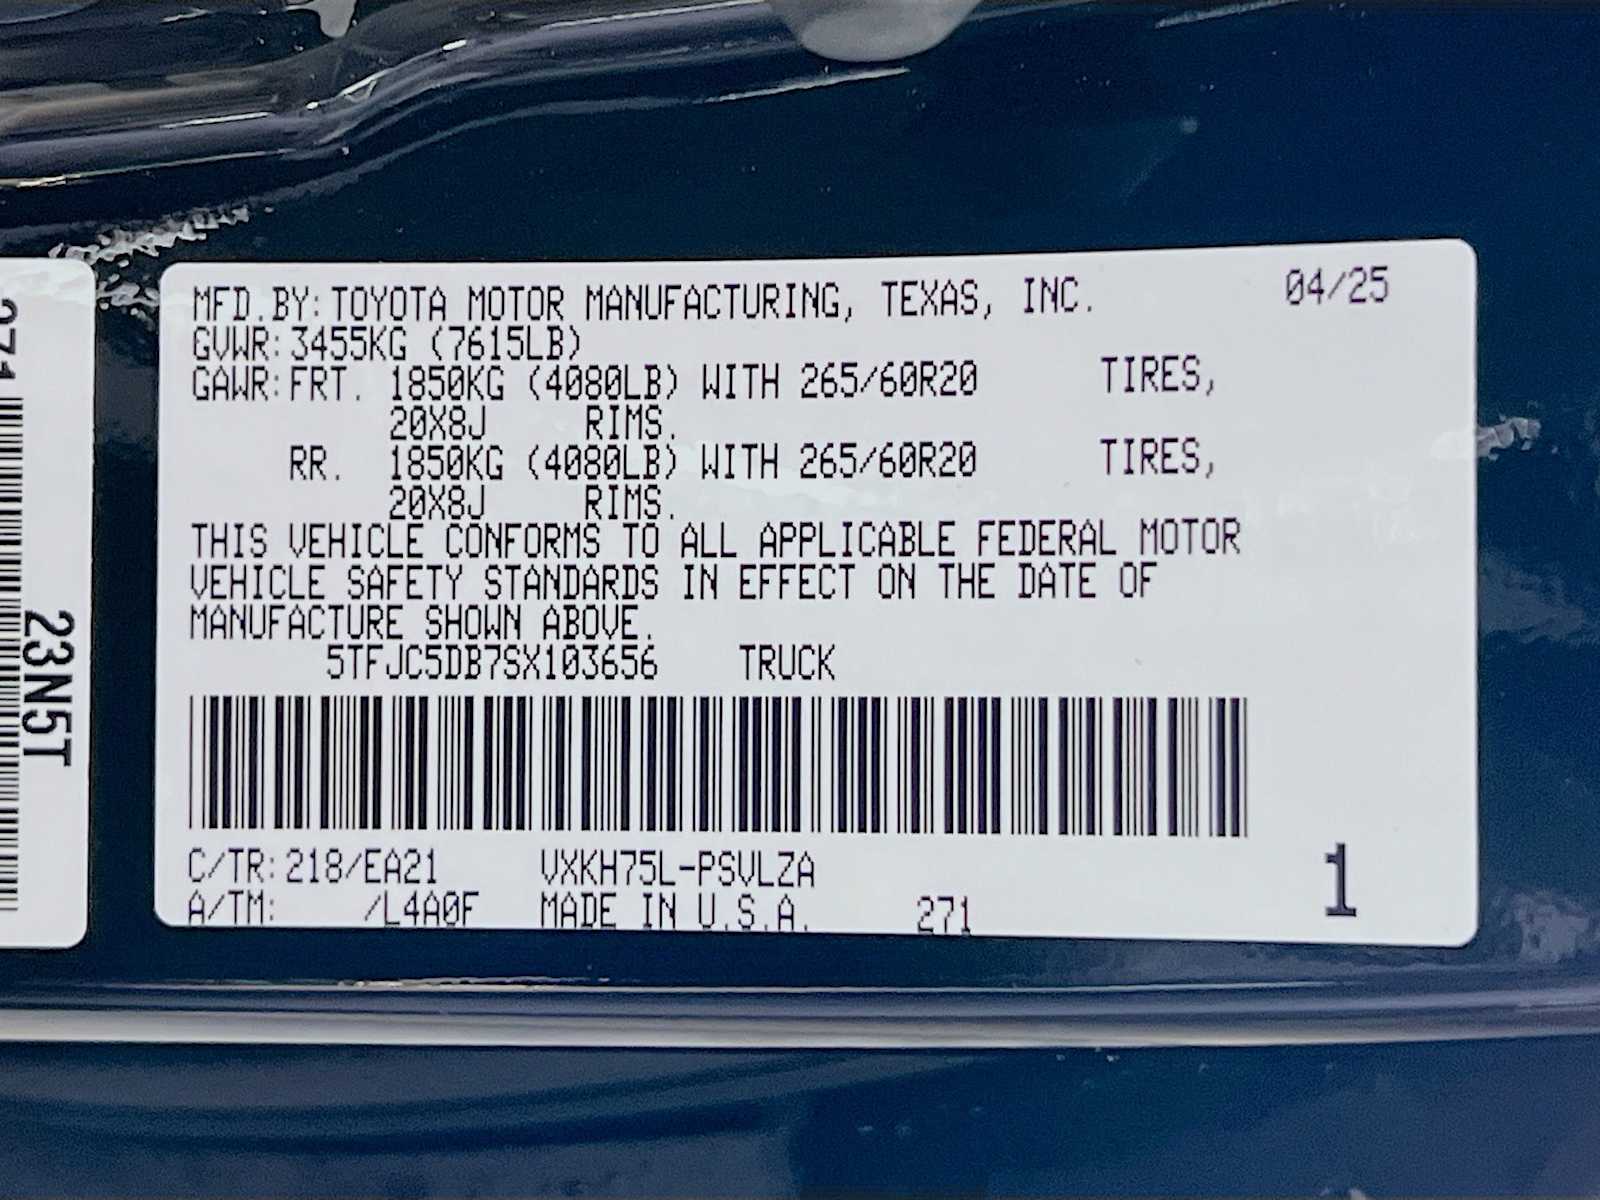 MFD.BY:TOYOTA MOTOR MANUFACTURING, TEXAS, INC. 04/25
GVWR:3455KG (7615LB)
GAWR:FRT. 1850KG (4080LB) WITH 265/60R20 TIRES,
20X8J RIMS.
RR. 1850KG (4080LB) WITH 265/60R20 TIRES,
20X8J RIMS.
THIS VEHICLE CONFORMS TO ALL APPLICABLE FEDERAL MOTOR
VEHICLE SAFETY STANDARDS IN EFFECT ON THE DATE OF
MANUFACTURE SHOWN ABOVE.
5TFJC5DB7SX103656 TRUCK
C/TR:218/EA21 VXKH75L-PSVLZA
A/TM: /L4A0F MADE IN U.S.A. 271
1
271
23N5T